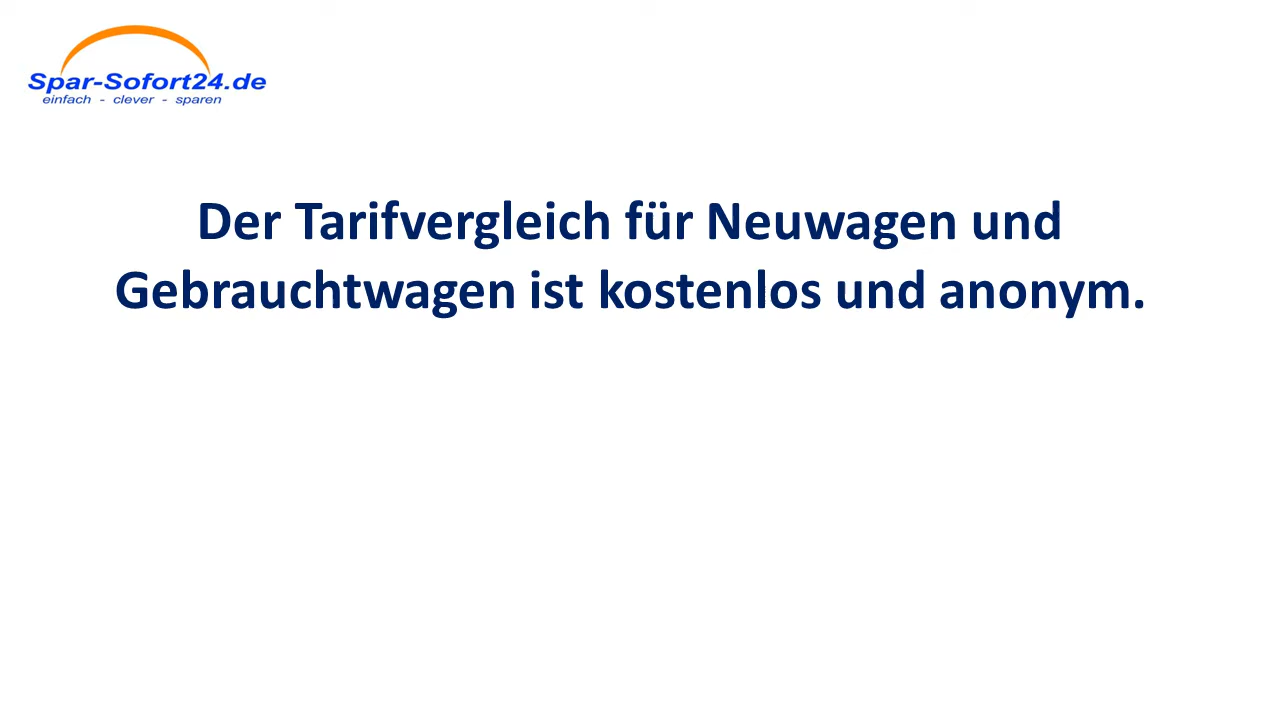 Spar-Sofort24.de
einfach - clever - sparen
Der Tarifvergleich für Neuwagen und
Gebrauchtwagen ist kostenlos und anonym.